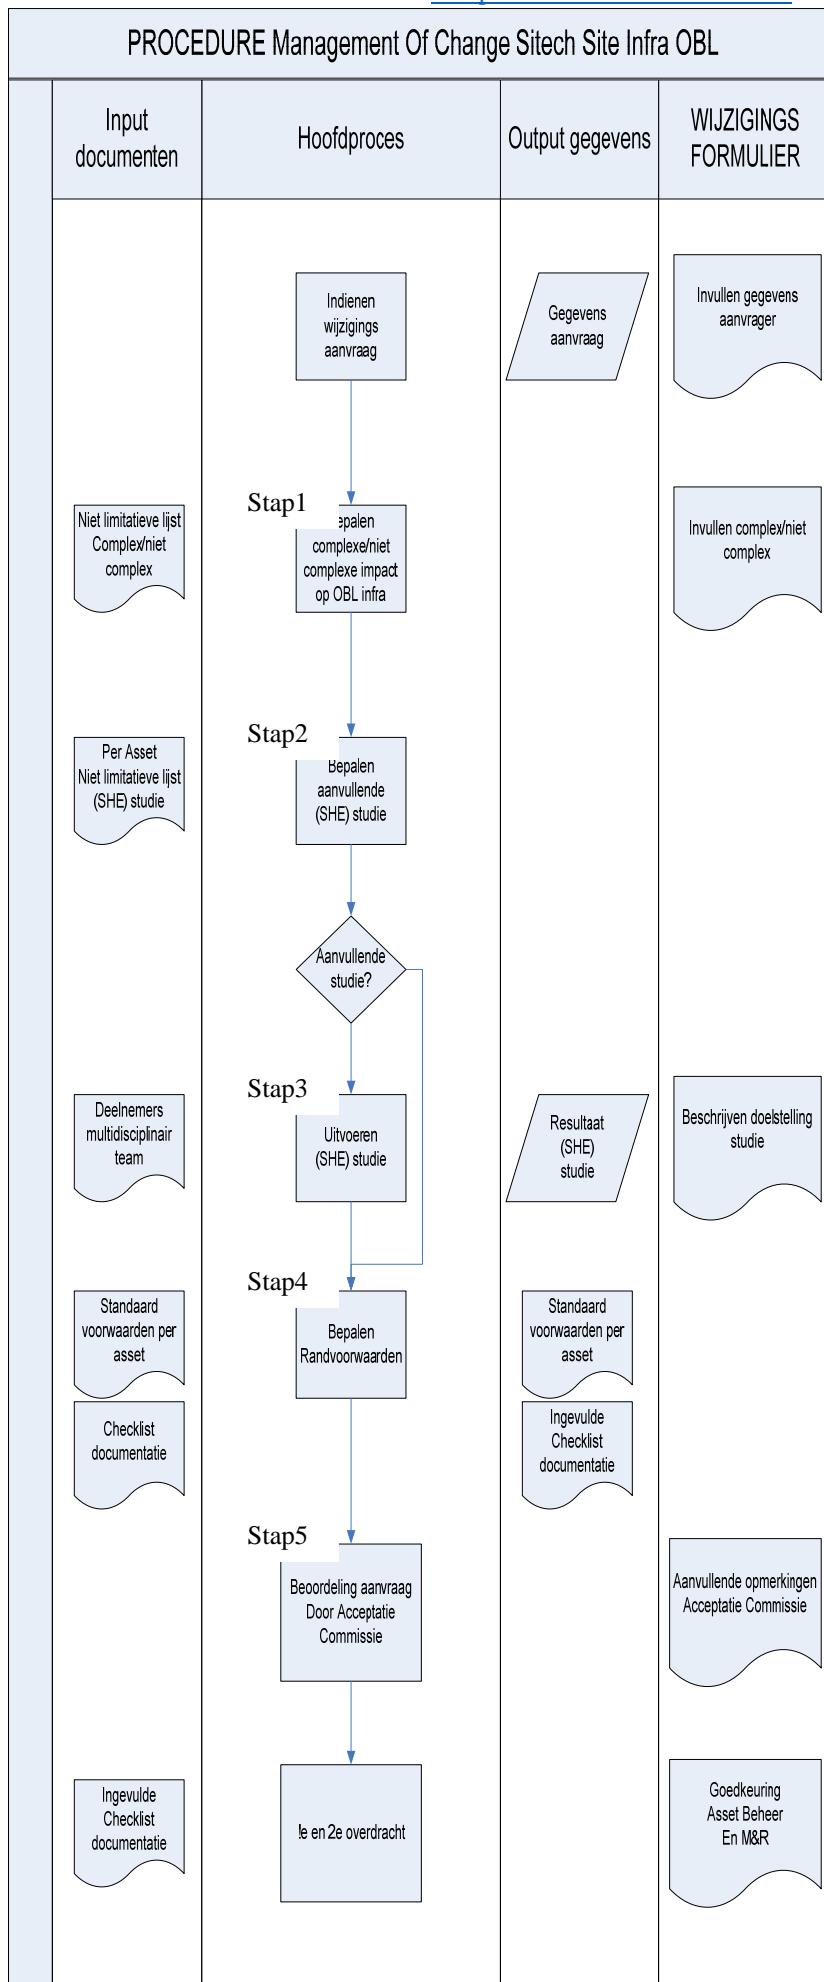 PROCEDURE Management Of Change Sitech Site Infra OBL
Input
documenten
Hoofdproces
Output gegevens
WIJZIGINGS
FORMULIER
Indienen
wijzigings
aanvraag
Gegevens
aanvraag
Invullen gegevens
aanvrager
Stap1
Niet limitatieve lijst
Complex/niet
complex
epalen
complexe/niet
complexe impact
op OBL infra
Invullen complex/niet
complex
Stap2
Per Asset
Niet limitatieve lijst
(SHE) studie
Bepalen
aanvullende
(SHE) studie
Aanvullende
studie?
Stap3
Deelnemers
multidisciplinair
team
Uitvoeren
(SHE) studie
Resultaat
(SHE)
studie
Beschrijven doelstelling
studie
Stap4
Standaard
voorwaarden per
asset
Bepalen
Randvoorwaarden
Standaard
voorwaarden per
asset
Checklist
documentatie
Ingevulde
Checklist
documentatie
Stap5
Beoordeling aanvraag
Door Acceptatie
Commissie
Aanvullende opmerkingen
Acceptatie Commissie
Ingevulde
Checklist
documentatie
!e en 2e overdracht
Goedkeuring
Asset Beheer
En M&R